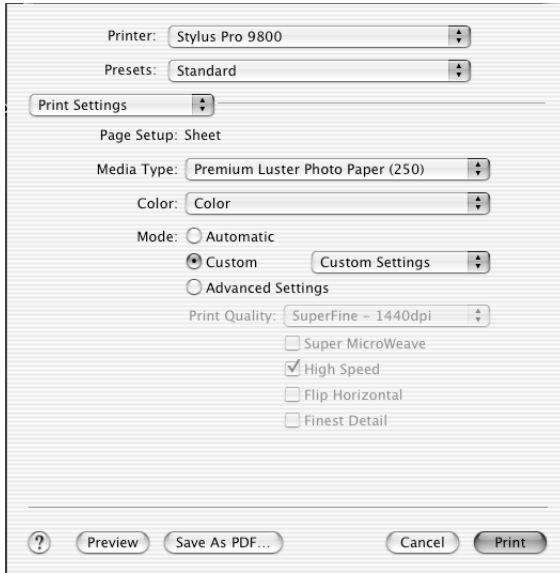 Printer: Stylus Pro 9800
Presets: Standard
Print Settings
Page Setup: Sheet
Media Type: Premium Luster Photo Paper (250)
Color: Color
Mode: Automatic
Custom Custom Settings
Advanced Settings
Print Quality: SuperFine - 1440dpi
Super MicroWeave
High Speed
Flip Horizontal
Finest Detail
? Preview Save As PDF... Cancel Print